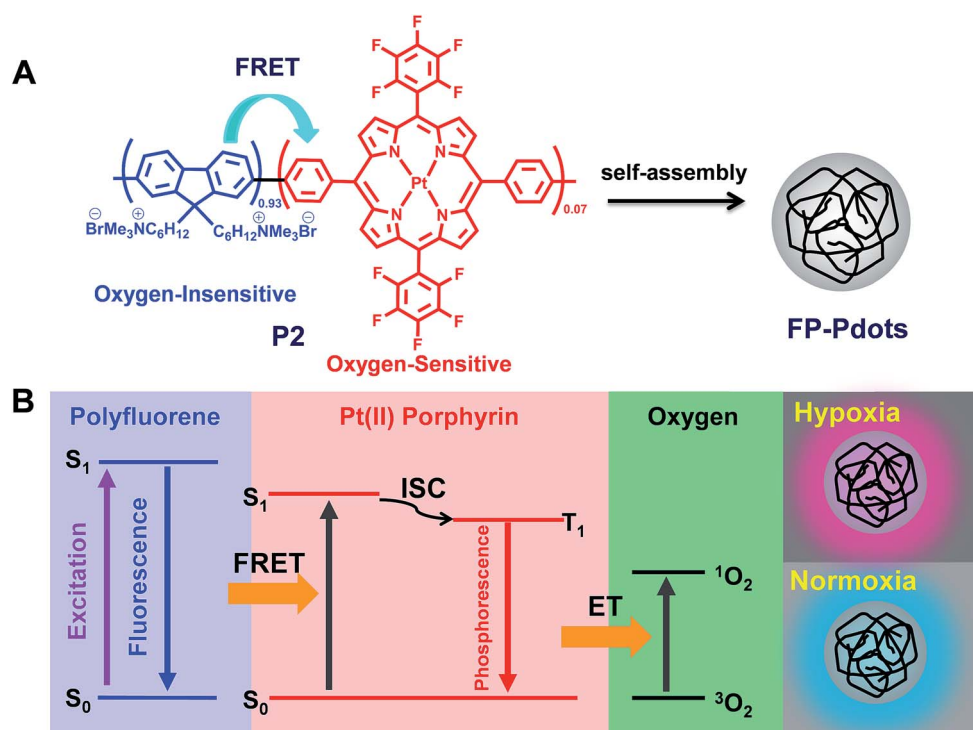 A
FRET
F
F
F
F
F
N
N
Pt
N
N
0.93
0.07
⊖ ⊕ ⊕ ⊖
BrMe₃NC₆H₁₂ C₆H₁₂NMe₃Br
F
F
F
F
F
Oxygen-Insensitive
P2
Oxygen-Sensitive
self-assembly
FP-Pdots
B
Polyfluorene
Pt(II) Porphyrin
Oxygen
Hypoxia
S₁
Excitation
Fluorescence
S₀
FRET
S₁
ISC
T₁
Phosphorescence
S₀
ET
¹O₂
³O₂
Normoxia